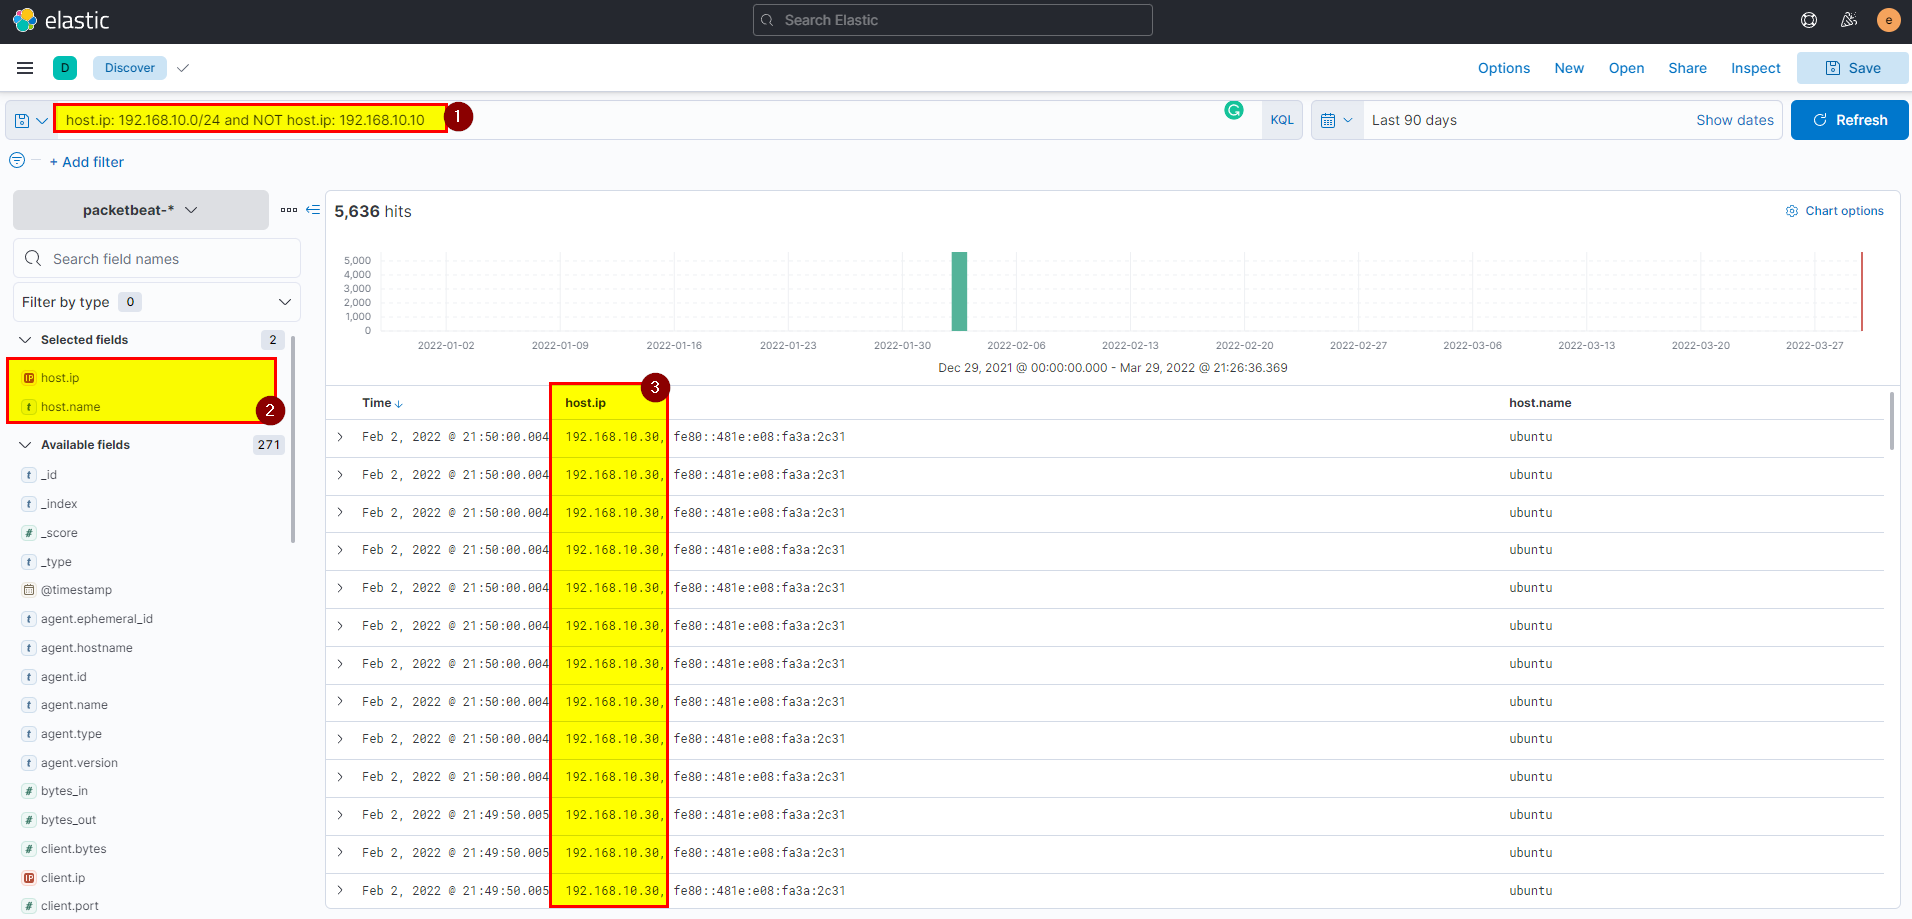 elastic
Search Elastic
e
D Discover
Options New Open Share Inspect Save
host.ip: 192.168.10.0/24 and NOT host.ip: 192.168.10.10 1
KQL
Last 90 days Show dates
Refresh
+ Add filter
packetbeat-*
Search field names
Filter by type 0
Selected fields 2
IP host.ip
t host.name
2
Available fields 271
t _id
t _index
# _score
t _type
@timestamp
t agent.ephemeral_id
t agent.hostname
t agent.id
t agent.name
t agent.type
t agent.version
# bytes_in
# bytes_out
# client.bytes
IP client.ip
# client.port
5,636 hits
Chart options
5,000
4,000
3,000
2,000
1,000
0
2022-01-02 2022-01-09 2022-01-16 2022-01-23 2022-01-30 2022-02-06 2022-02-13 2022-02-20 2022-02-27 2022-03-06 2022-03-13 2022-03-20 2022-03-27
Dec 29, 2021 @ 00:00:00.000 - Mar 29, 2022 @ 21:26:36.369
3
Time host.ip host.name
Feb 2, 2022 @ 21:50:00.004 192.168.10.30, fe80::481e:e08:fa3a:2c31 ubuntu
Feb 2, 2022 @ 21:50:00.004 192.168.10.30, fe80::481e:e08:fa3a:2c31 ubuntu
Feb 2, 2022 @ 21:50:00.004 192.168.10.30, fe80::481e:e08:fa3a:2c31 ubuntu
Feb 2, 2022 @ 21:50:00.004 192.168.10.30, fe80::481e:e08:fa3a:2c31 ubuntu
Feb 2, 2022 @ 21:50:00.004 192.168.10.30, fe80::481e:e08:fa3a:2c31 ubuntu
Feb 2, 2022 @ 21:50:00.004 192.168.10.30, fe80::481e:e08:fa3a:2c31 ubuntu
Feb 2, 2022 @ 21:50:00.004 192.168.10.30, fe80::481e:e08:fa3a:2c31 ubuntu
Feb 2, 2022 @ 21:50:00.004 192.168.10.30, fe80::481e:e08:fa3a:2c31 ubuntu
Feb 2, 2022 @ 21:50:00.004 192.168.10.30, fe80::481e:e08:fa3a:2c31 ubuntu
Feb 2, 2022 @ 21:50:00.004 192.168.10.30, fe80::481e:e08:fa3a:2c31 ubuntu
Feb 2, 2022 @ 21:49:50.005 192.168.10.30, fe80::481e:e08:fa3a:2c31 ubuntu
Feb 2, 2022 @ 21:49:50.005 192.168.10.30, fe80::481e:e08:fa3a:2c31 ubuntu
Feb 2, 2022 @ 21:49:50.005 192.168.10.30, fe80::481e:e08:fa3a:2c31 ubuntu